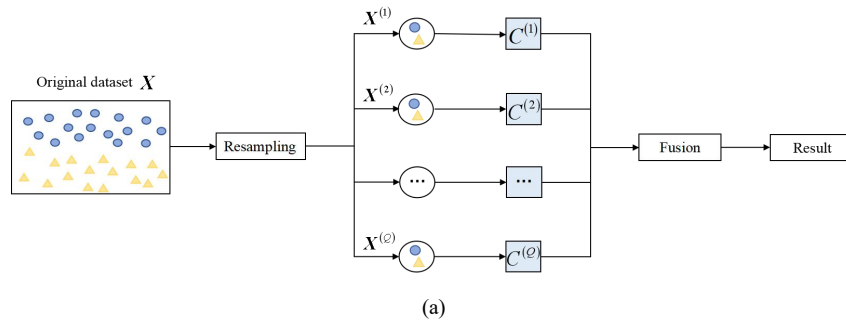 Original dataset X
Resampling
X^(1)
C^(1)
X^(2)
C^(2)
...
...
X^(Q)
C^(Q)
Fusion
Result
(a)